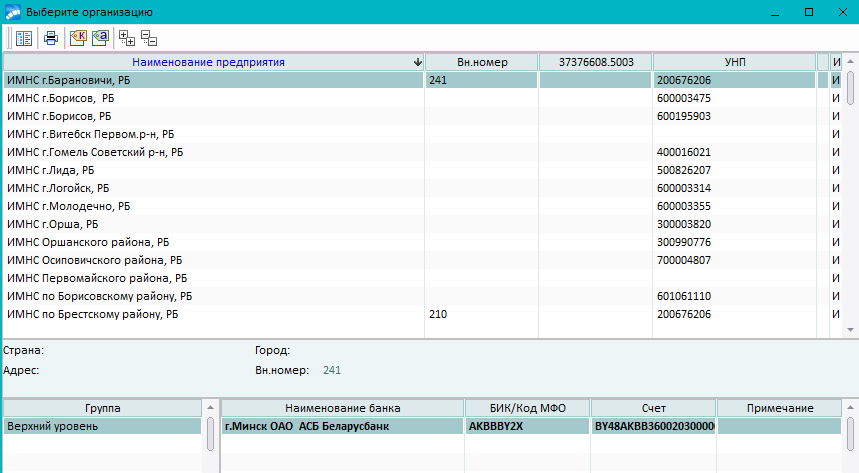 Выберите организацию
Наименование предприятия Вн.номер 37376608.5003 УНП И
ИМНС г.Барановичи, РБ 241 200676206 И
ИМНС г.Борисов, РБ 600003475 И
ИМНС г.Борисов, РБ 600195903 И
ИМНС г.Витебск Первом.р-н, РБ И
ИМНС г.Гомель Советский р-н, РБ 400016021 И
ИМНС г.Лида, РБ 500826207 И
ИМНС г.Логойск, РБ 600003314 И
ИМНС г.Молодечно, РБ 600003355 И
ИМНС г.Орша, РБ 300003820 И
ИМНС Оршанского района, РБ 300990776 И
ИМНС Осиповичского района, РБ 700004807 И
ИМНС Первомайского района, РБ И
ИМНС по Борисовскому району, РБ 601061110 И
ИМНС по Брестскому району, РБ 210 200676206 И
Страна: Город:
Адрес: Вн.номер: 241
Группа Наименование банка БИК/Код МФО Счет Примечание
Верхний уровень г.Минск ОАО АСБ Беларусбанк AKBBBY2X BY48AKBB3600203000